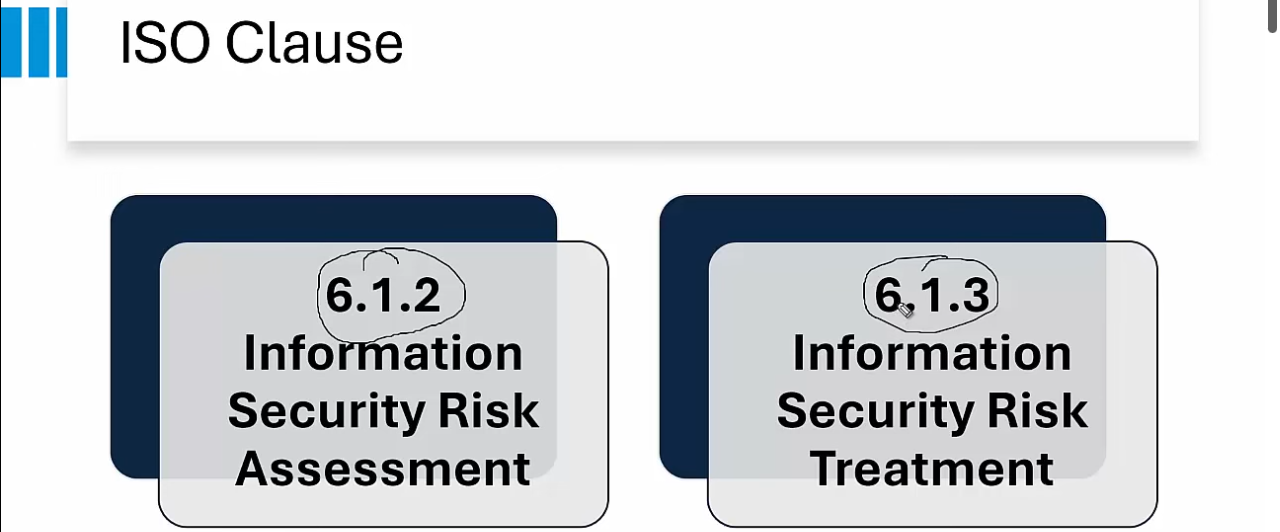 ISO Clause
6.1.2
Information
Security Risk
Assessment
6.1.3
Information
Security Risk
Treatment